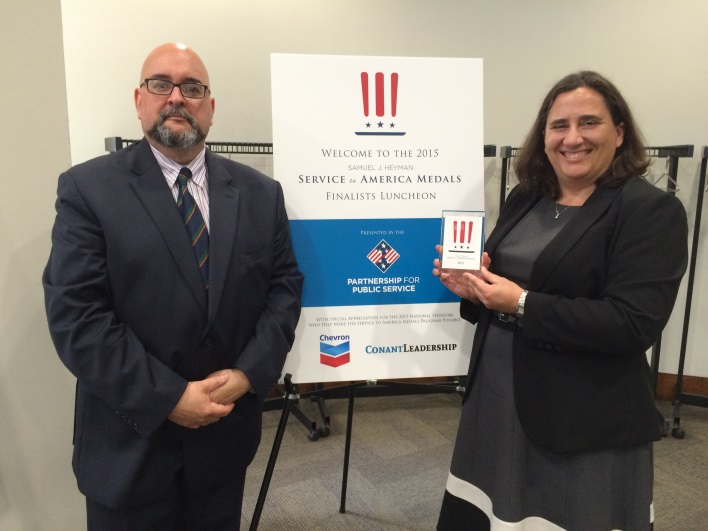 WELCOME TO THE 2015
SAMUEL J. HEYMAN
SERVICE to AMERICA MEDALS
FINALISTS LUNCHEON
PRESENTED BY THE
PARTNERSHIP FOR
PUBLIC SERVICE
WITH SPECIAL APPRECIATION FOR THE 2015 NATIONAL SPONSORS
WHO HELP MAKE THE SERVICE TO AMERICA MEDALS PROGRAM POSSIBLE
Chevron
CONANTLEADERSHIP
2015